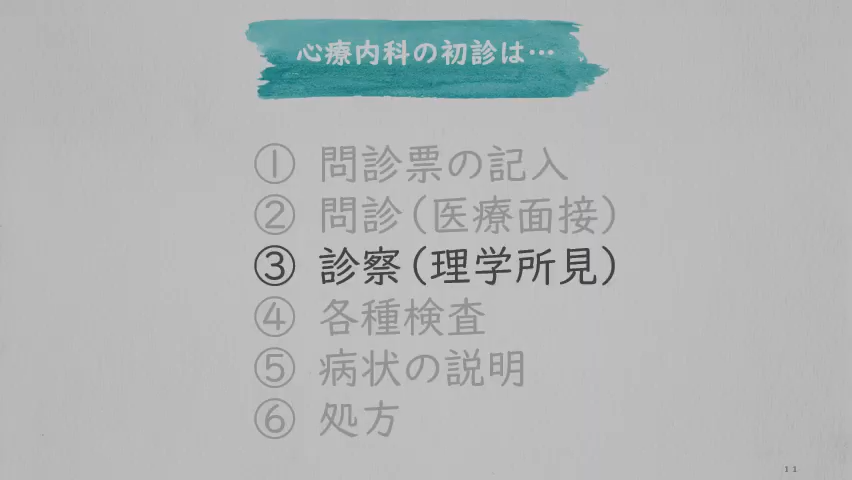 心療内科の初診は…
① 問診票の記入
② 問診(医療面接)
③ 診察(理学所見)
④ 各種検査
⑤ 病状の説明
⑥ 処方
11